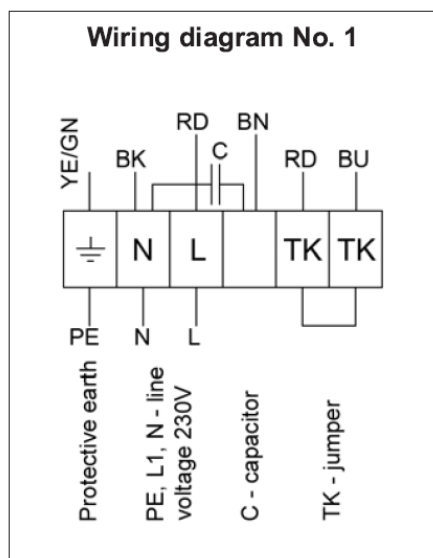 Wiring diagram No. 1
YE/GN
BK
RD
C
BN
RD
BU
N
L
TK
TK
PE
N
L
Protective earth
PE, L1, N - line
voltage 230V
C - capacitor
TK - jumper